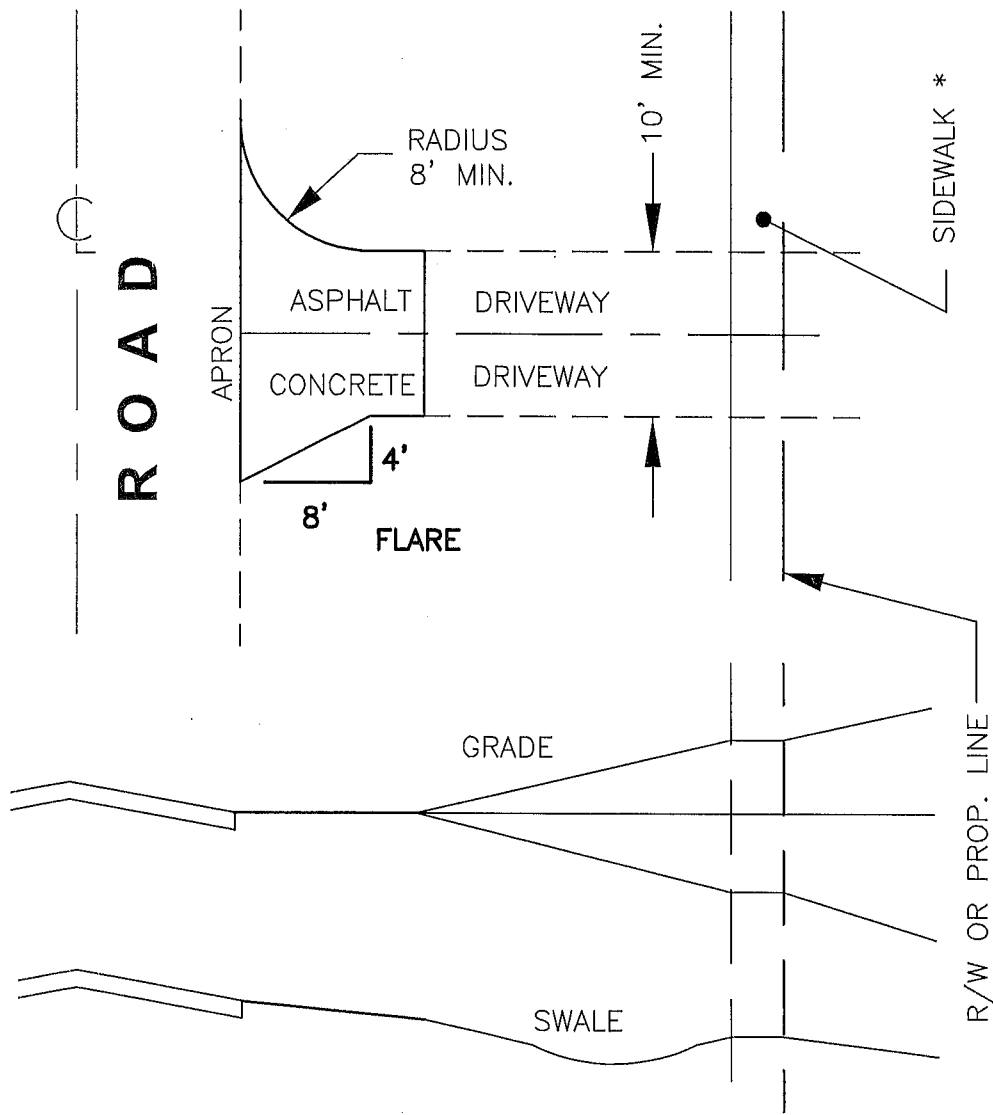 10' MIN.
SIDEWALK *
RADIUS
8' MIN.
℄
ROAD
APRON
ASPHALT
DRIVEWAY
CONCRETE
DRIVEWAY
4'
8'
FLARE
GRADE
R/W OR PROP. LINE
SWALE